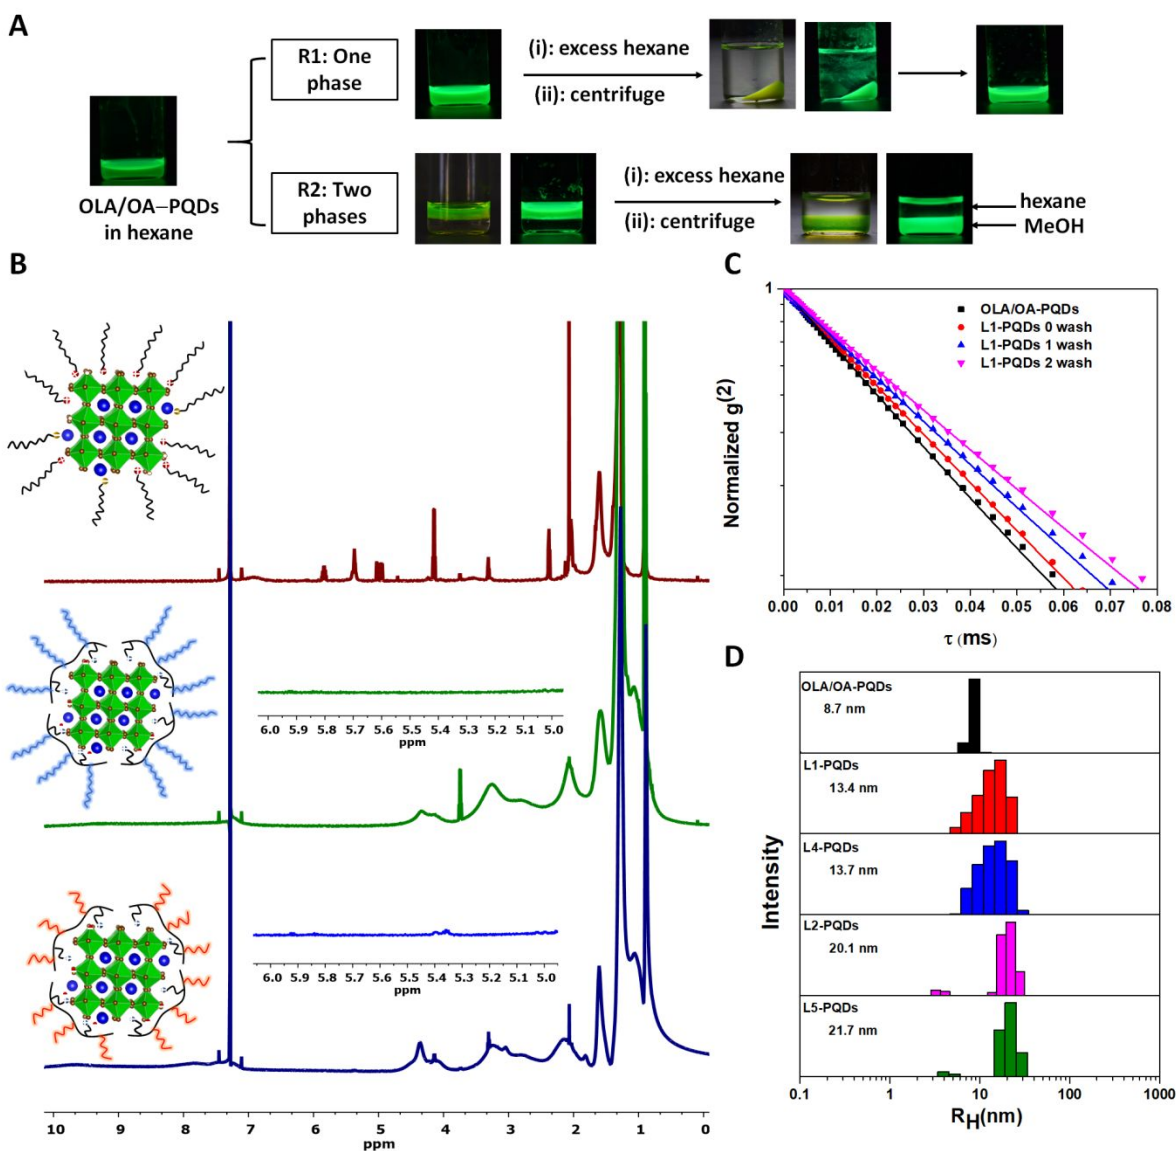 A
R1: One
phase
(i): excess hexane
(ii): centrifuge
OLA/OA−PQDs
in hexane
R2: Two
phases
(i): excess hexane
(ii): centrifuge
hexane
MeOH
B
6.0 5.9 5.8 5.7 5.6 5.5 5.4 5.3 5.2 5.1 5.0
ppm
6.0 5.9 5.8 5.7 5.6 5.5 5.4 5.3 5.2 5.1 5.0
ppm
10 9 8 7 6 5 4 3 2 1 0
ppm
C
1
Normalized g(2)
OLA/OA-PQDs
L1-PQDs 0 wash
L1-PQDs 1 wash
L1-PQDs 2 wash
0.00 0.01 0.02 0.03 0.04 0.05 0.06 0.07 0.08
τ (ms)
D
Intensity
OLA/OA-PQDs
8.7 nm
L1-PQDs
13.4 nm
L4-PQDs
13.7 nm
L2-PQDs
20.1 nm
L5-PQDs
21.7 nm
0.1 1 10 100 1000
RH(nm)